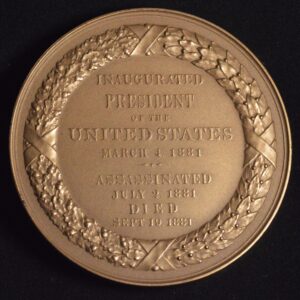 INAUGURATED
PRESIDENT
OF THE
UNITED STATES
MARCH 4 1881
ASSASSINATED
JULY 2 1881
DIED
SEPT 19 1881